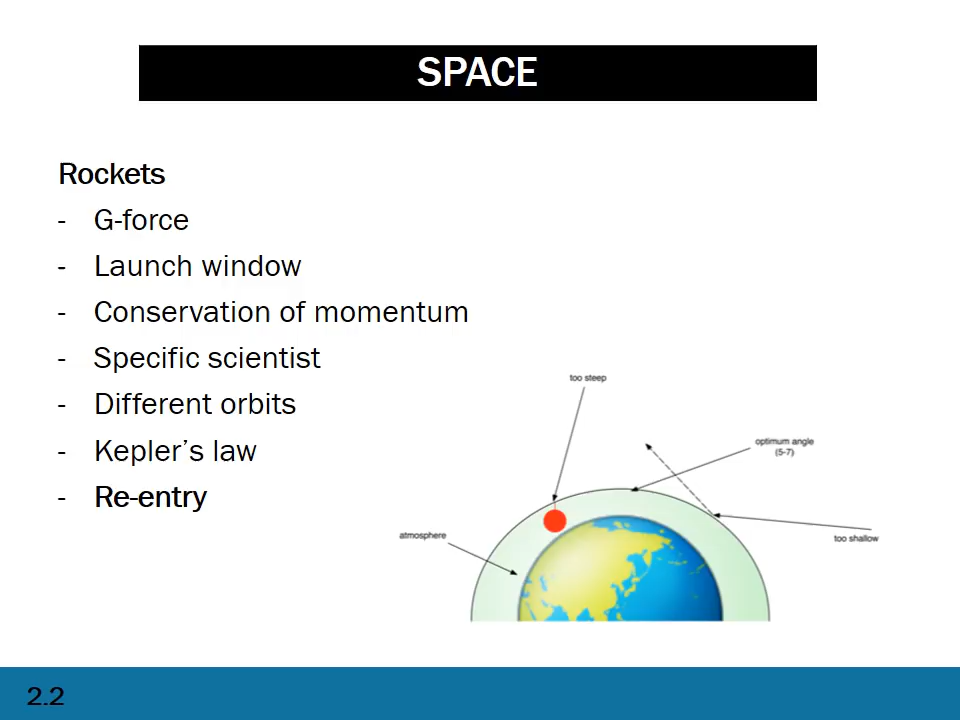 SPACE
Rockets
- G-force
- Launch window
- Conservation of momentum
- Specific scientist
- Different orbits
- Kepler’s law
- Re-entry
too steep
optimum angle
(5-7)
atmosphere
too shallow
2.2